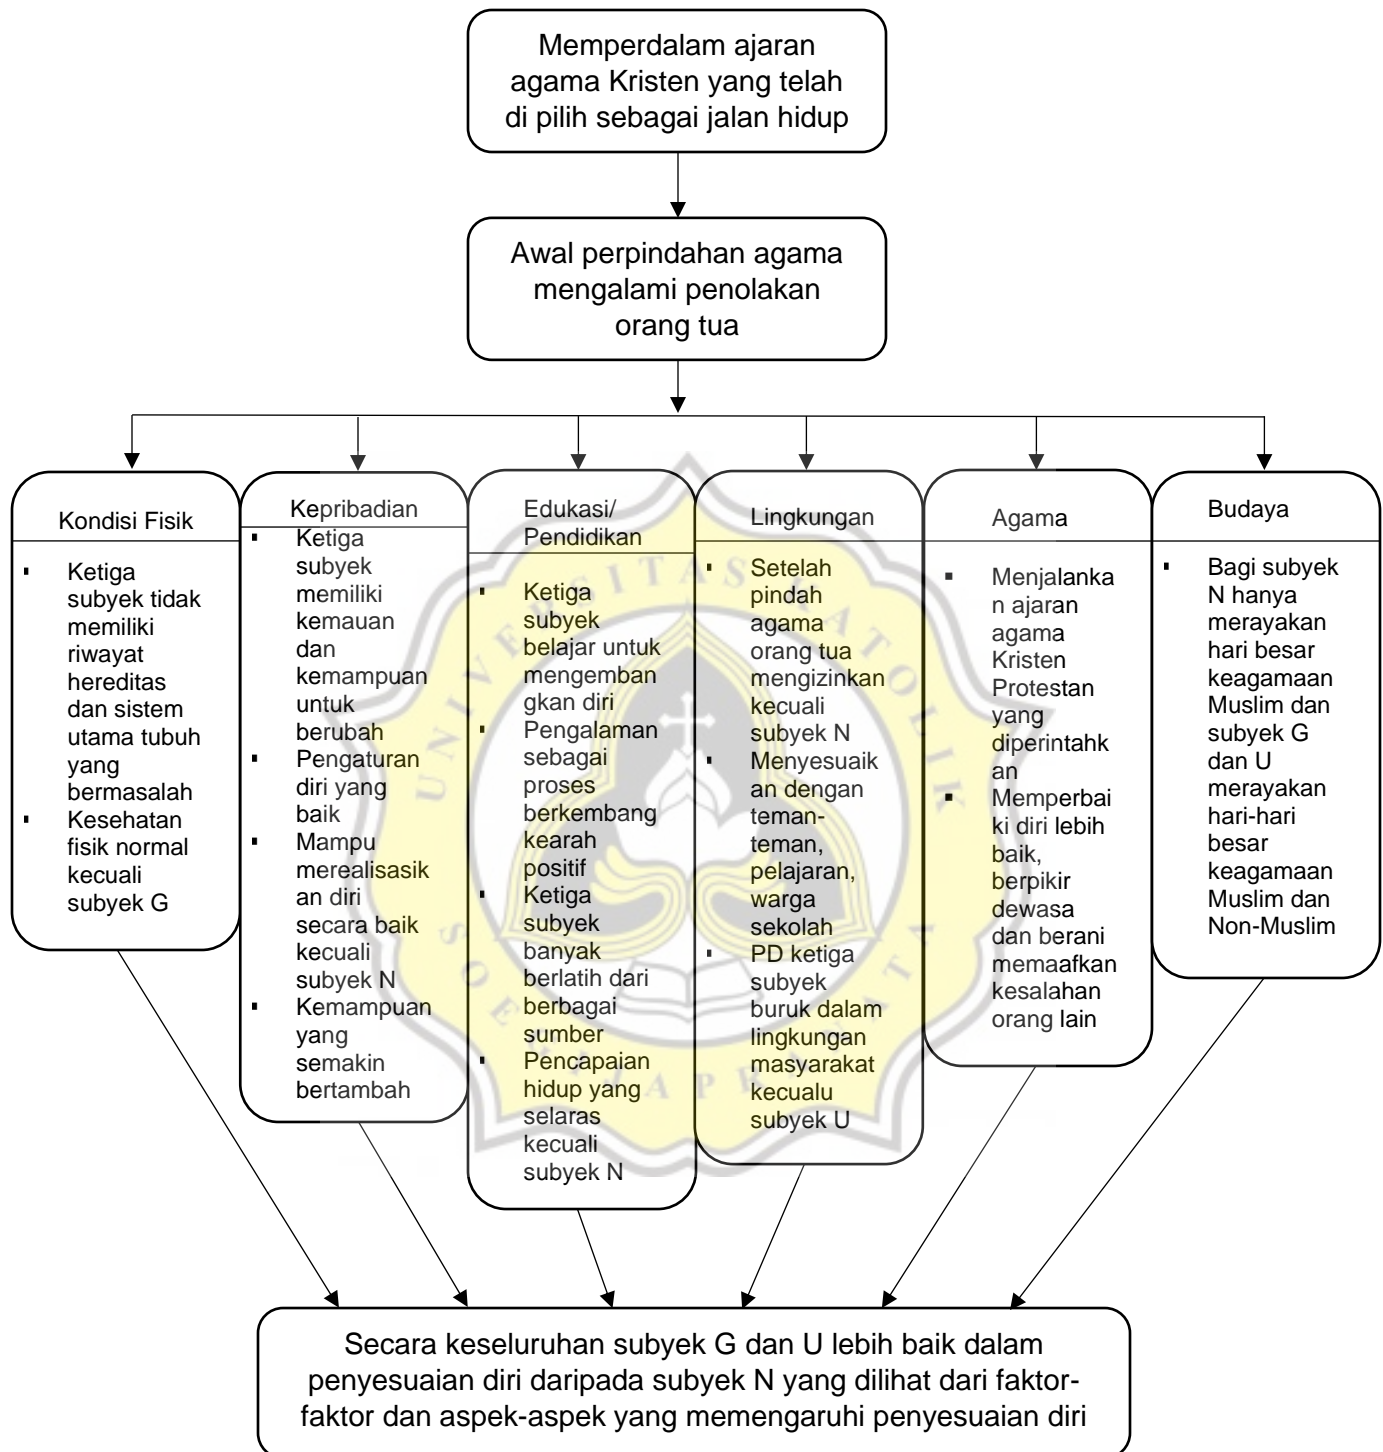 Memperdalam ajaran
agama Kristen yang telah
di pilih sebagai jalan hidup
Awal perpindahan agama
mengalami penolakan
orang tua
Kondisi Fisik
▪ Ketiga
subyek tidak
memiliki
riwayat
hereditas
dan sistem
utama tubuh
yang
bermasalah
▪ Kesehatan
fisik normal
kecuali
subyek G
Kepribadian
▪ Ketiga
subyek
memiliki
kemauan
dan
kemampuan
untuk
berubah
▪ Pengaturan
diri yang
baik
▪ Mampu
merealisasik
an diri
secara baik
kecuali
subyek N
▪ Kemampuan
yang
semakin
bertambah
Edukasi/
Pendidikan
▪ Ketiga
subyek
belajar untuk
mengemban
gkan diri
▪ Pengalaman
sebagai
proses
berkembang
kearah
positif
▪ Ketiga
subyek
banyak
berlatih dari
berbagai
sumber
▪ Pencapaian
hidup yang
selaras
kecuali
subyek N
Lingkungan
▪ Setelah
pindah
agama
orang tua
mengizinkan
kecuali
subyek N
▪ Menyesuaik
an dengan
teman-
teman,
pelajaran,
warga
sekolah
▪ PD ketiga
subyek
buruk dalam
lingkungan
masyarakat
kecualu
subyek U
Agama
▪ Menjalanka
n ajaran
agama
Kristen
Protestan
yang
diperintahk
an
▪ Memperbai
ki diri lebih
baik,
berpikir
dewasa
dan berani
memaafkan
kesalahan
orang lain
Budaya
▪ Bagi subyek
N hanya
merayakan
hari besar
keagamaan
Muslim dan
subyek G
dan U
merayakan
hari-hari
besar
keagamaan
Muslim dan
Non-Muslim
Secara keseluruhan subyek G dan U lebih baik dalam
penyesuaian diri daripada subyek N yang dilihat dari faktor-
faktor dan aspek-aspek yang memengaruhi penyesuaian diri
UNIVERSITAS KATOLIK
SOEGIJAPRANATA